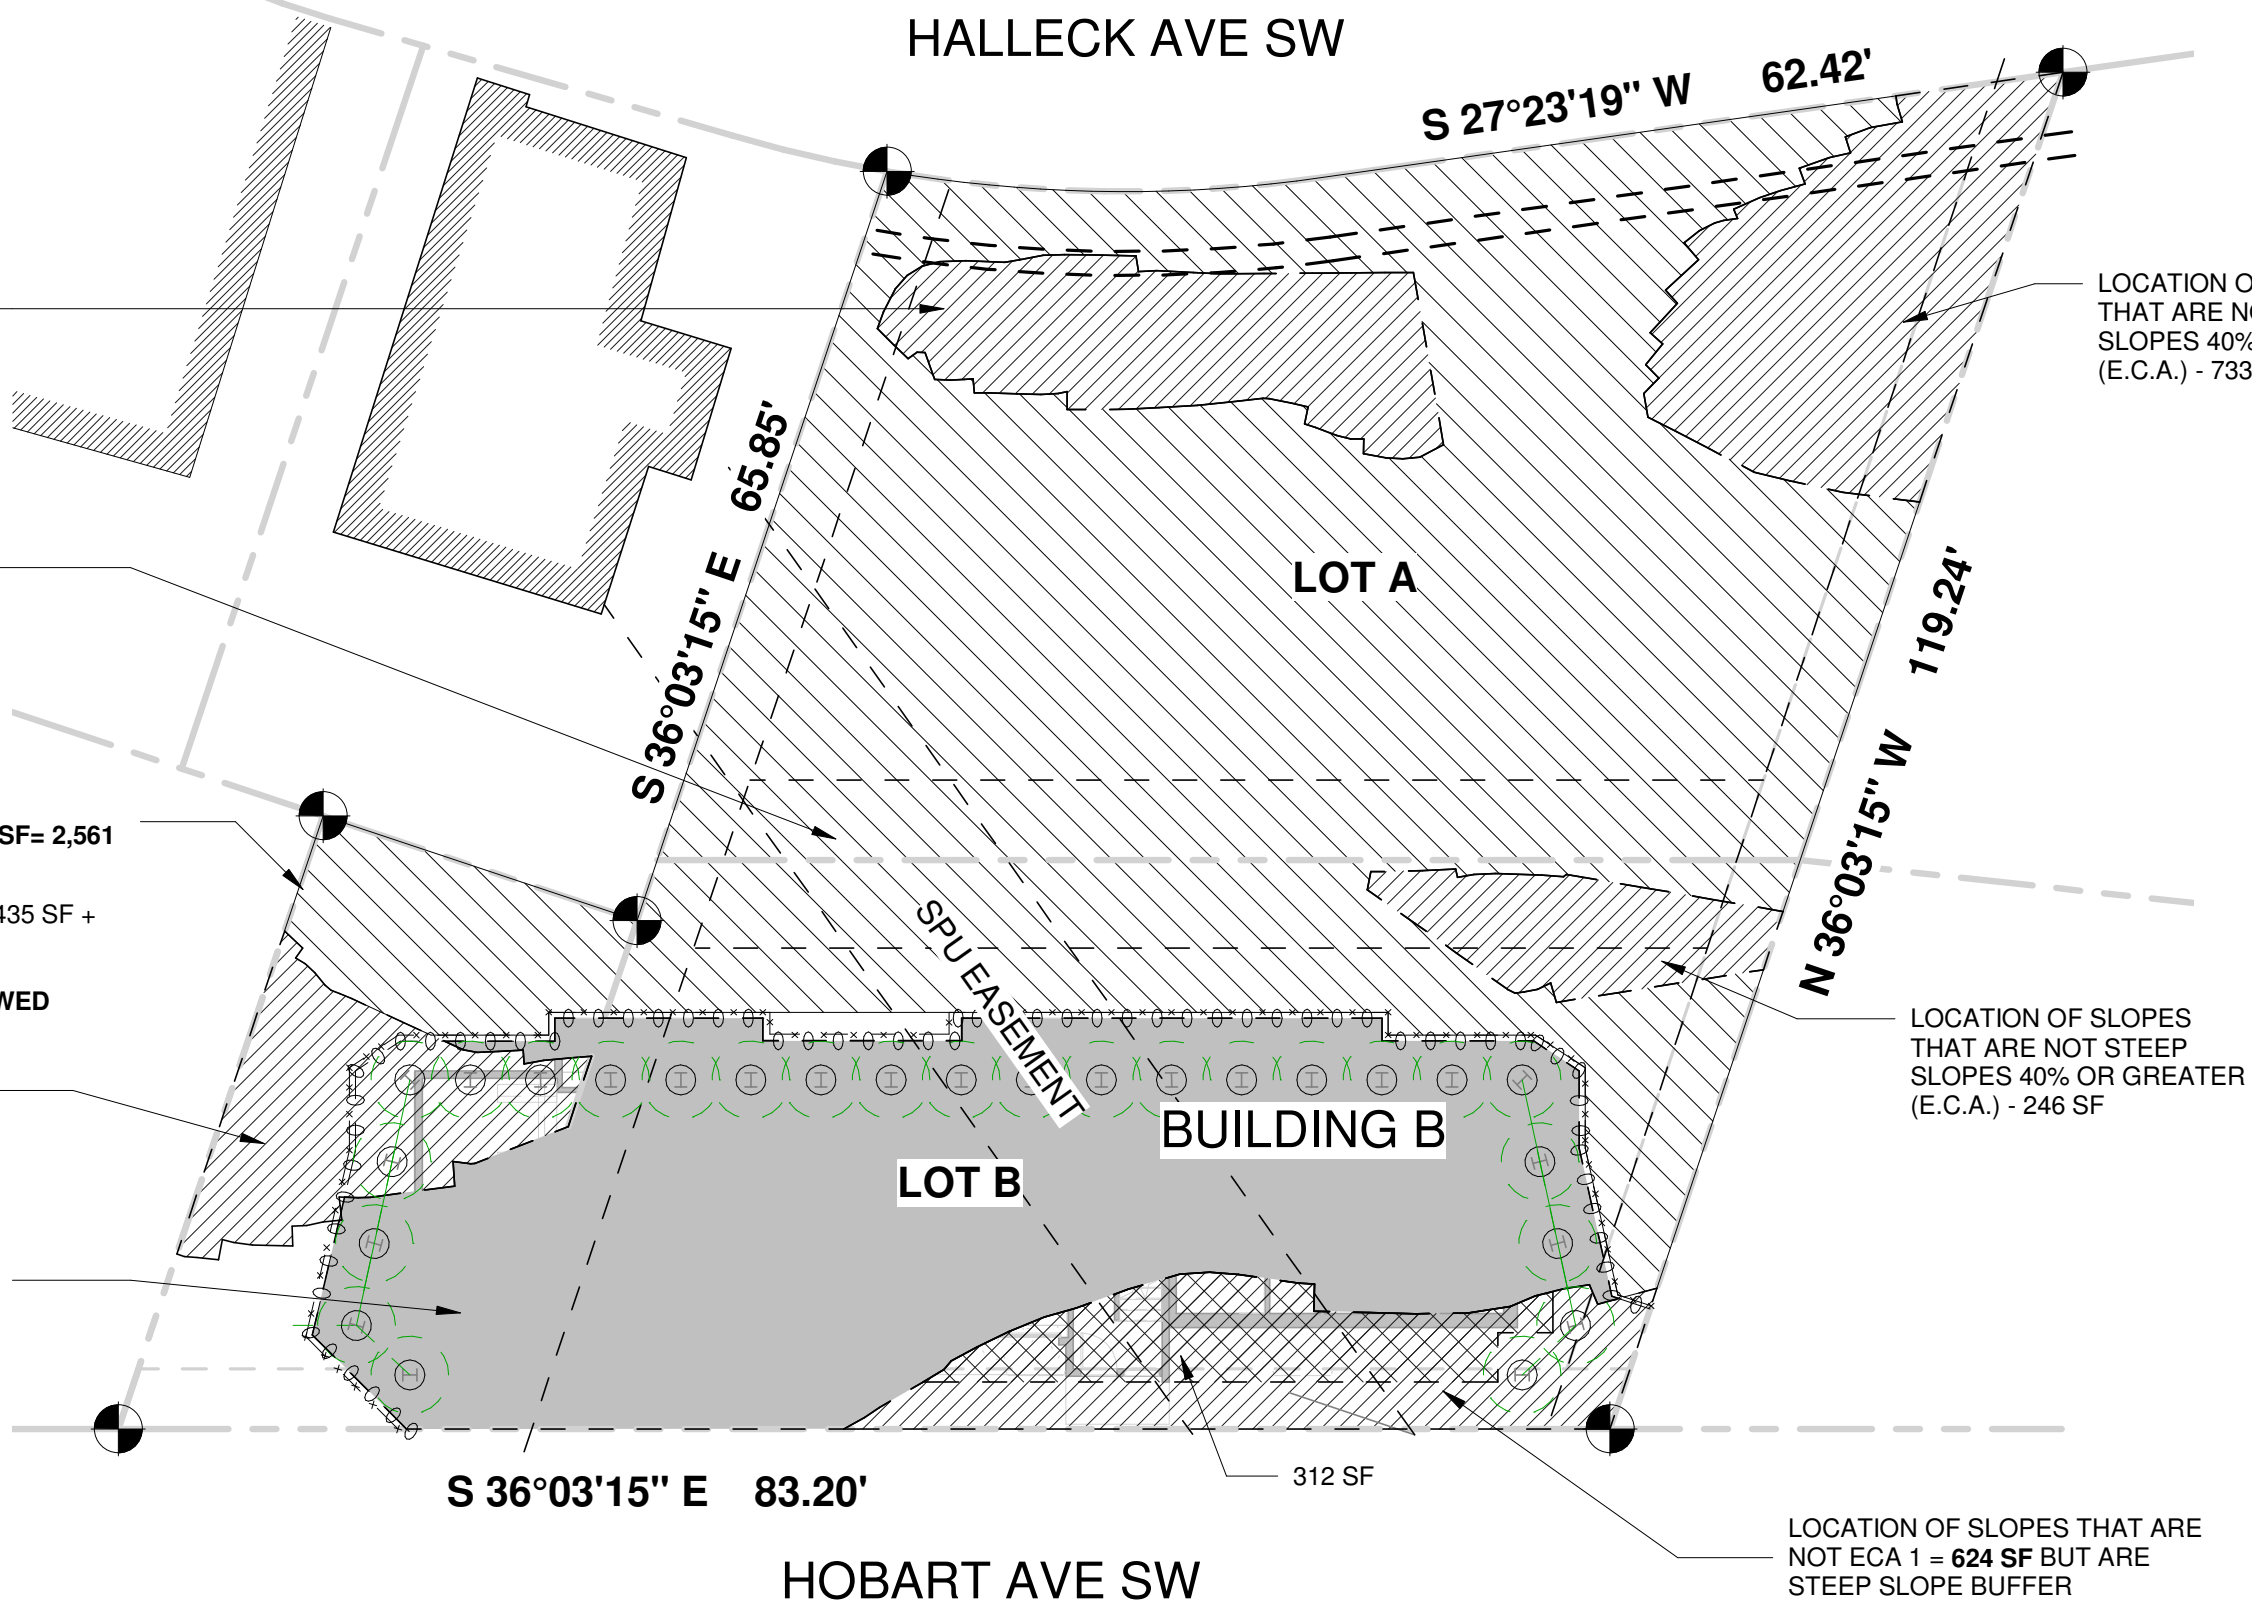 HALLECK AVE SW
S 27°23'19" W 62.42'
LOCATION O
THAT ARE NO
SLOPES 40%
(E.C.A.) - 733
S 36°03'15" E 65.85'
LOT A
N 36°03'15" W 119.24'
SF= 2,561
435 SF +
WED
SPU EASEMENT
LOCATION OF SLOPES
THAT ARE NOT STEEP
SLOPES 40% OR GREATER
(E.C.A.) - 246 SF
BUILDING B
LOT B
S 36°03'15" E 83.20'
312 SF
LOCATION OF SLOPES THAT ARE
NOT ECA 1 = 624 SF BUT ARE
STEEP SLOPE BUFFER
HOBART AVE SW